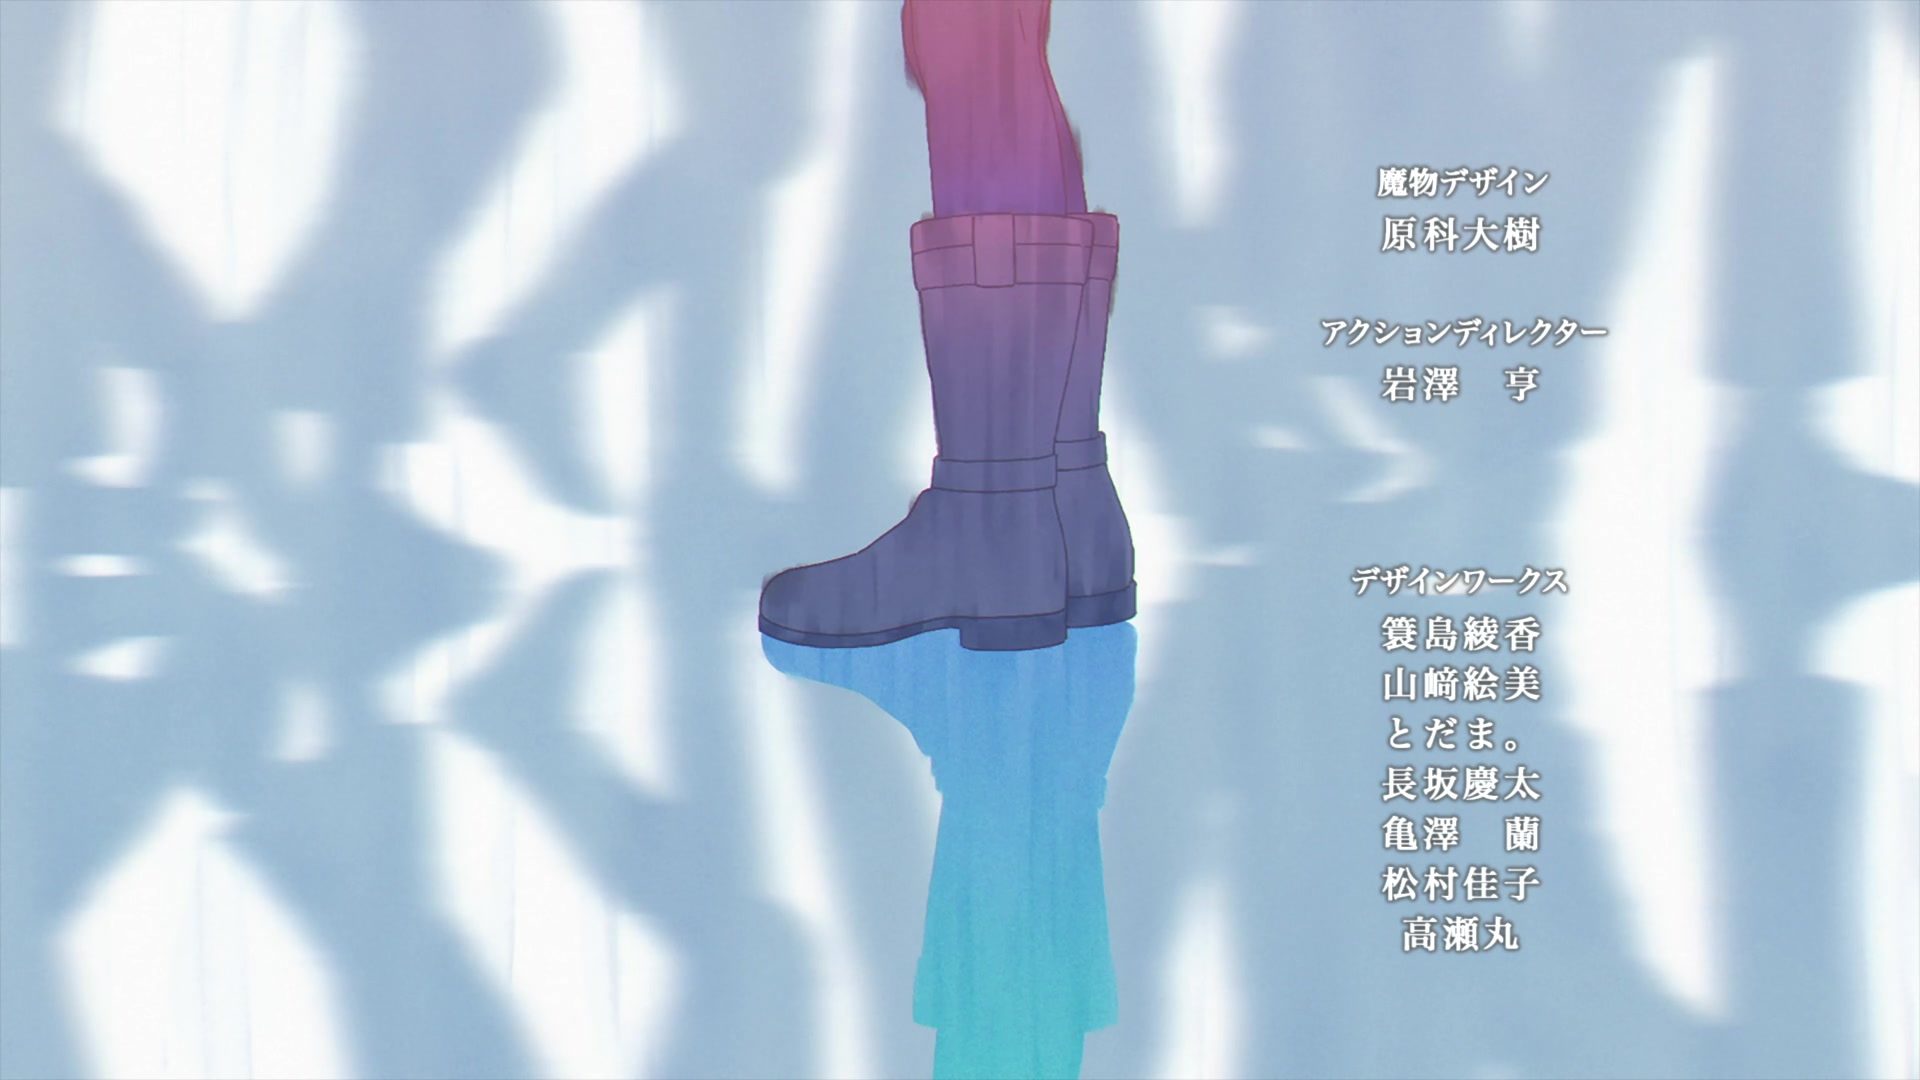 魔物デザイン
原科大樹
アクションディレクター
岩澤　亨
デザインワークス
簑島綾香
山﨑絵美
とだま。
長坂慶太
亀澤　蘭
松村佳子
高瀬丸